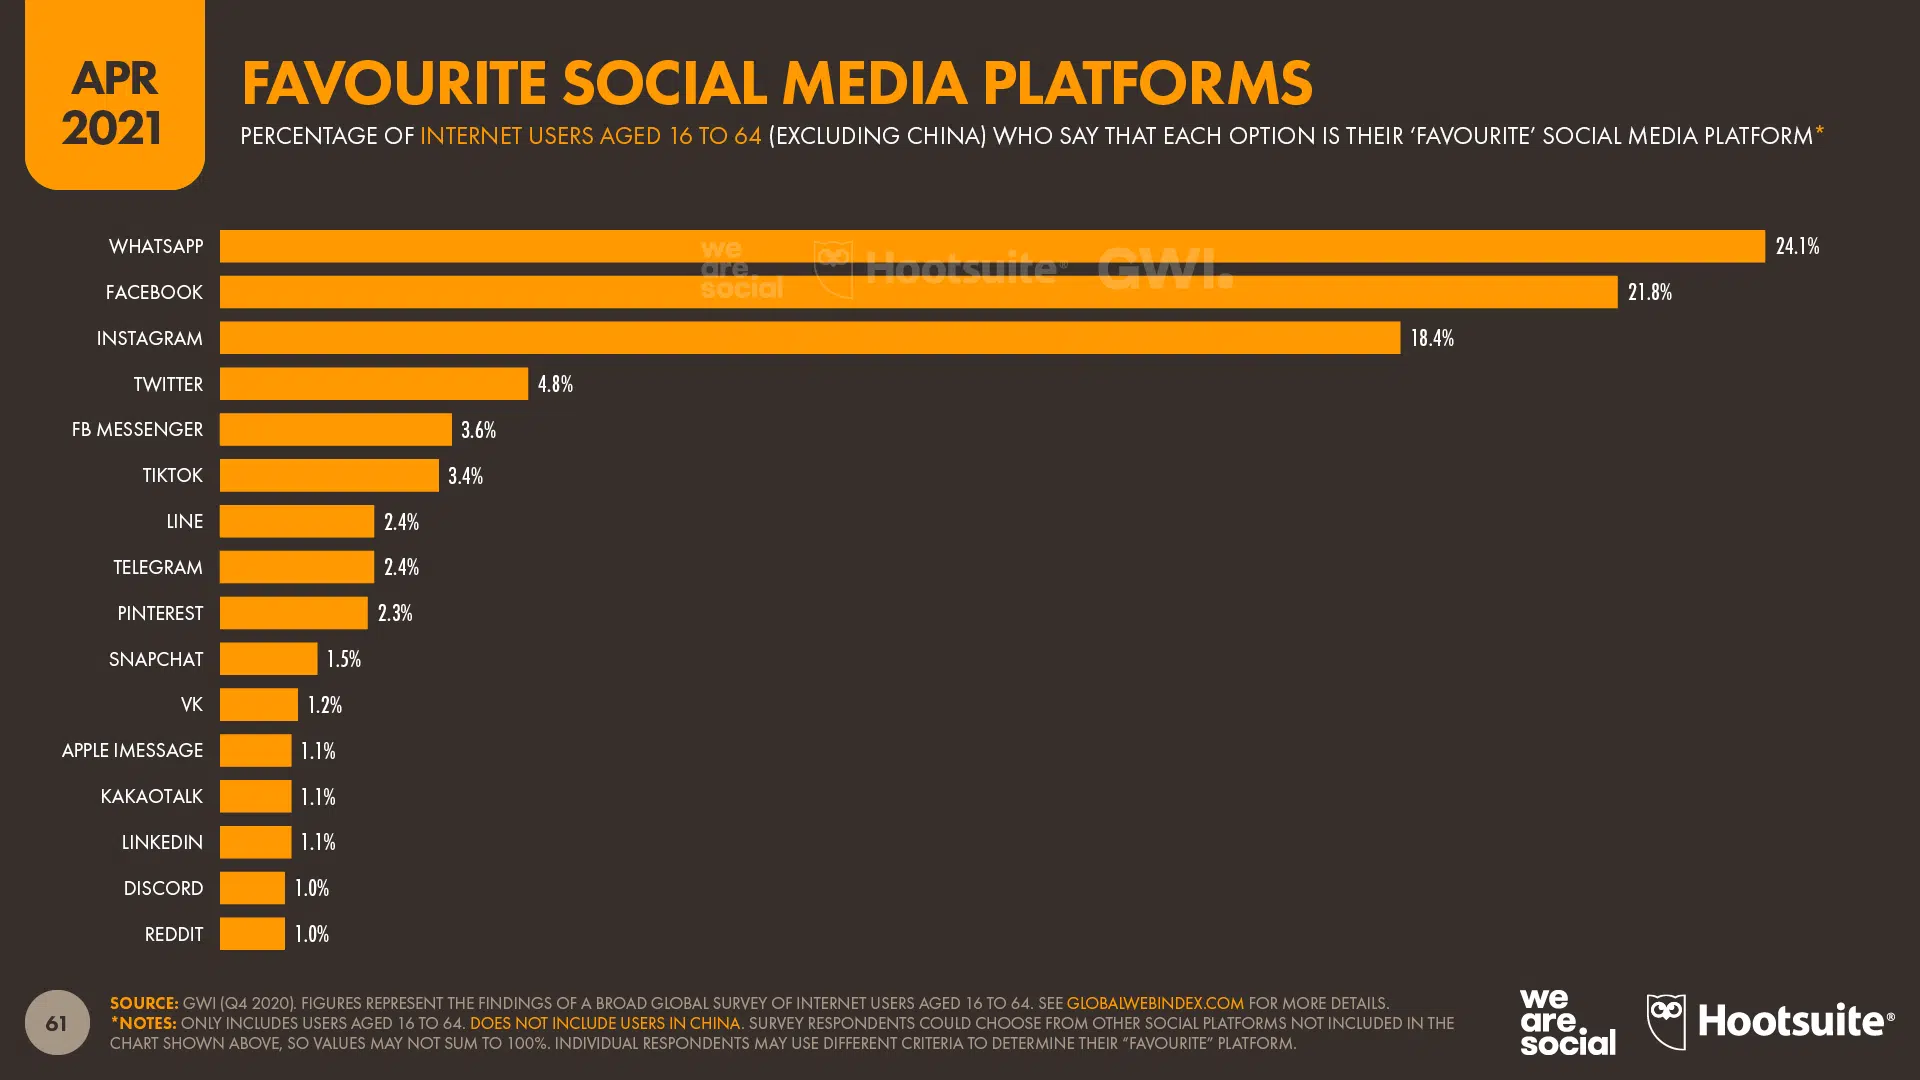 APR
2021
FAVOURITE SOCIAL MEDIA PLATFORMS
PERCENTAGE OF INTERNET USERS AGED 16 TO 64 (EXCLUDING CHINA) WHO SAY THAT EACH OPTION IS THEIR ‘FAVOURITE’ SOCIAL MEDIA PLATFORM*
WHATSAPP 24.1%
we are social Hootsuite® GWI.
FACEBOOK 21.8%
INSTAGRAM 18.4%
TWITTER 4.8%
FB MESSENGER 3.6%
TIKTOK 3.4%
LINE 2.4%
TELEGRAM 2.4%
PINTEREST 2.3%
SNAPCHAT 1.5%
VK 1.2%
APPLE IMESSAGE 1.1%
KAKAOTALK 1.1%
LINKEDIN 1.1%
DISCORD 1.0%
REDDIT 1.0%
61
SOURCE: GWI (Q4 2020). FIGURES REPRESENT THE FINDINGS OF A BROAD GLOBAL SURVEY OF INTERNET USERS AGED 16 TO 64. SEE GLOBALWEBINDEX.COM FOR MORE DETAILS.
*NOTES: ONLY INCLUDES USERS AGED 16 TO 64. DOES NOT INCLUDE USERS IN CHINA. SURVEY RESPONDENTS COULD CHOOSE FROM OTHER SOCIAL PLATFORMS NOT INCLUDED IN THE
CHART SHOWN ABOVE, SO VALUES MAY NOT SUM TO 100%. INDIVIDUAL RESPONDENTS MAY USE DIFFERENT CRITERIA TO DETERMINE THEIR “FAVOURITE” PLATFORM.
we
are
social
Hootsuite®